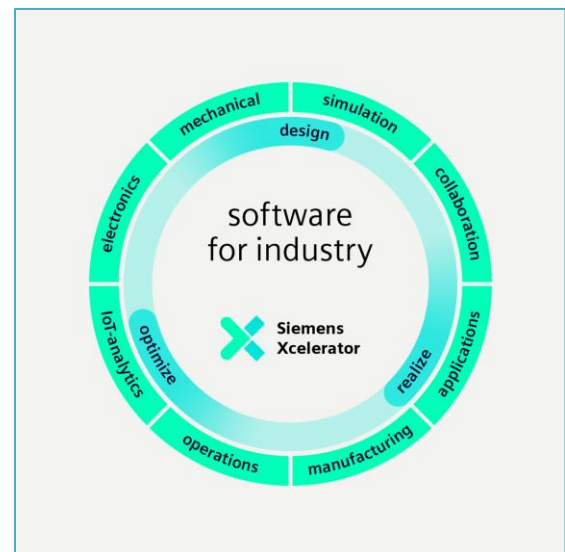 mechanical
simulation
collaboration
applications
manufacturing
operations
IoT-analytics
electronics
design
realize
optimize
software
for industry
Siemens
Xcelerator